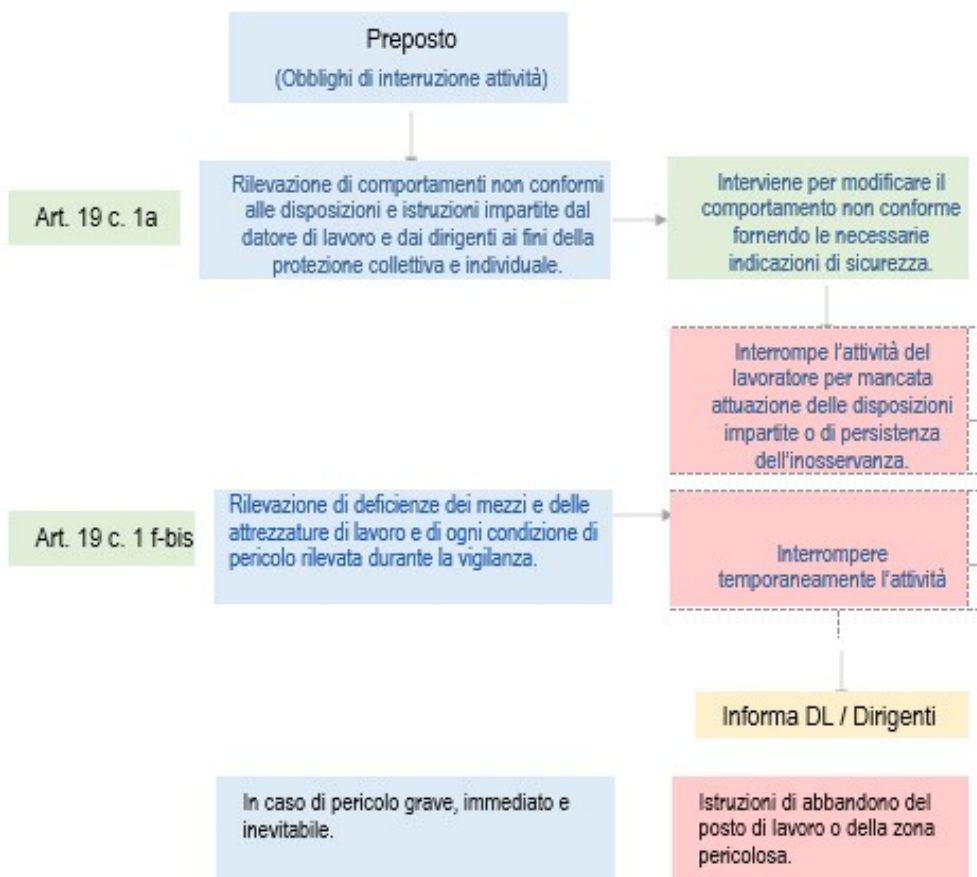 Preposto
(Obblighi di interruzione attività)
Art. 19 c. 1a
Rilevazione di comportamenti non conformi
alle disposizioni e istruzioni impartite dal
datore di lavoro e dai dirigenti ai fini della
protezione collettiva e individuale.
Interviene per modificare il
comportamento non conforme
fornendo le necessarie
indicazioni di sicurezza.
Interrompe l'attività del
lavoratore per mancata
attuazione delle disposizioni
impartite o di persistenza
dell'inosservanza.
Art. 19 c. 1 f-bis
Rilevazione di deficienze dei mezzi e delle
attrezzature di lavoro e di ogni condizione di
pericolo rilevata durante la vigilanza.
Interrompere
temporaneamente l'attività
Informa DL / Dirigenti
In caso di pericolo grave, immediato e
inevitabile.
Istruzioni di abbandono del
posto di lavoro o della zona
pericolosa.